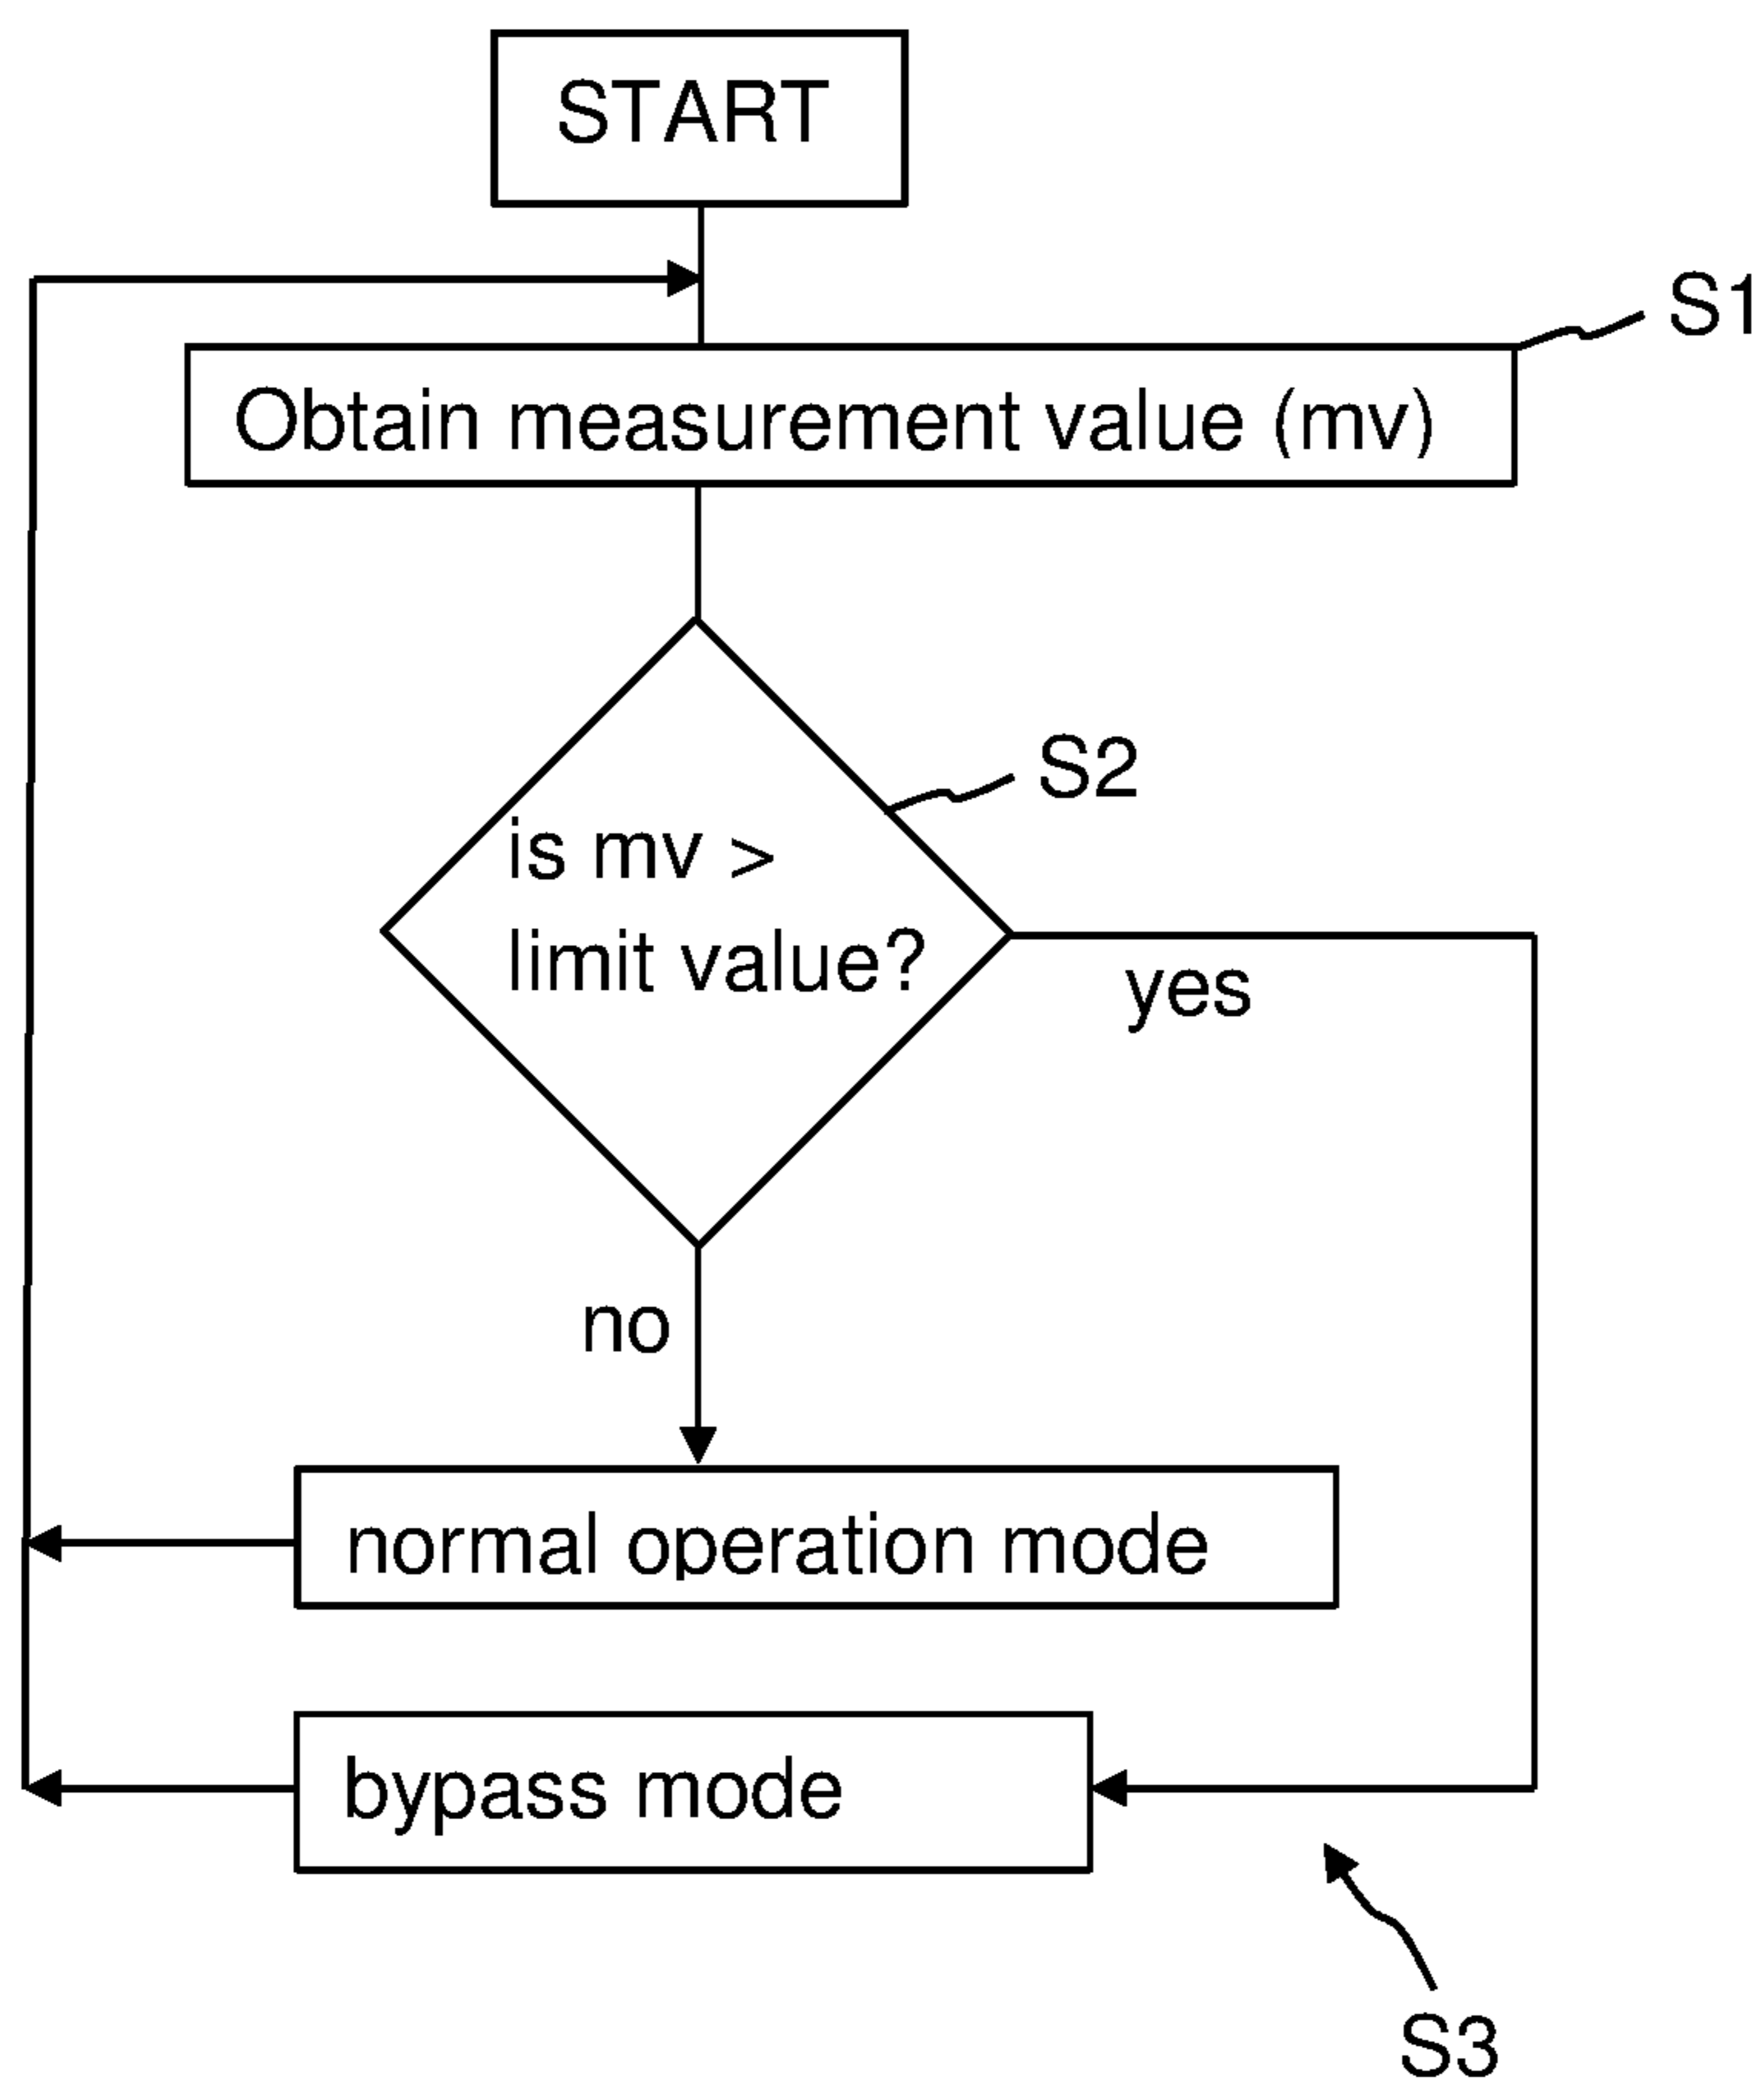 START
S1
Obtain measurement value (mv)
S2
is mv >
limit value?
yes
no
normal operation mode
bypass mode
S3